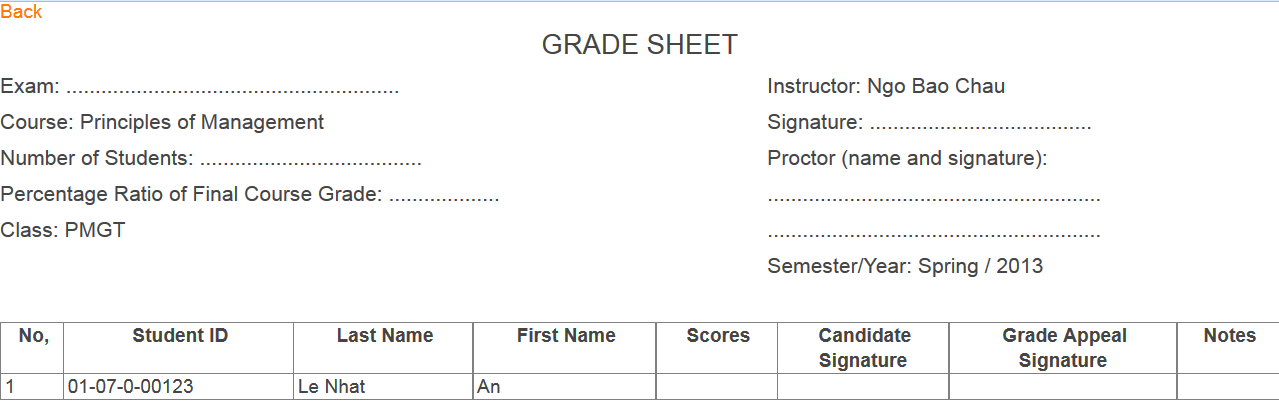 Back
GRADE SHEET
Exam: .........................................................
Course: Principles of Management
Number of Students: ......................................
Percentage Ratio of Final Course Grade: ...................
Class: PMGT
Instructor: Ngo Bao Chau
Signature: ......................................
Proctor (name and signature):
.........................................................
.........................................................
Semester/Year: Spring / 2013
No, Student ID Last Name First Name Scores Candidate Signature Grade Appeal Signature Notes
1 01-07-0-00123 Le Nhat An